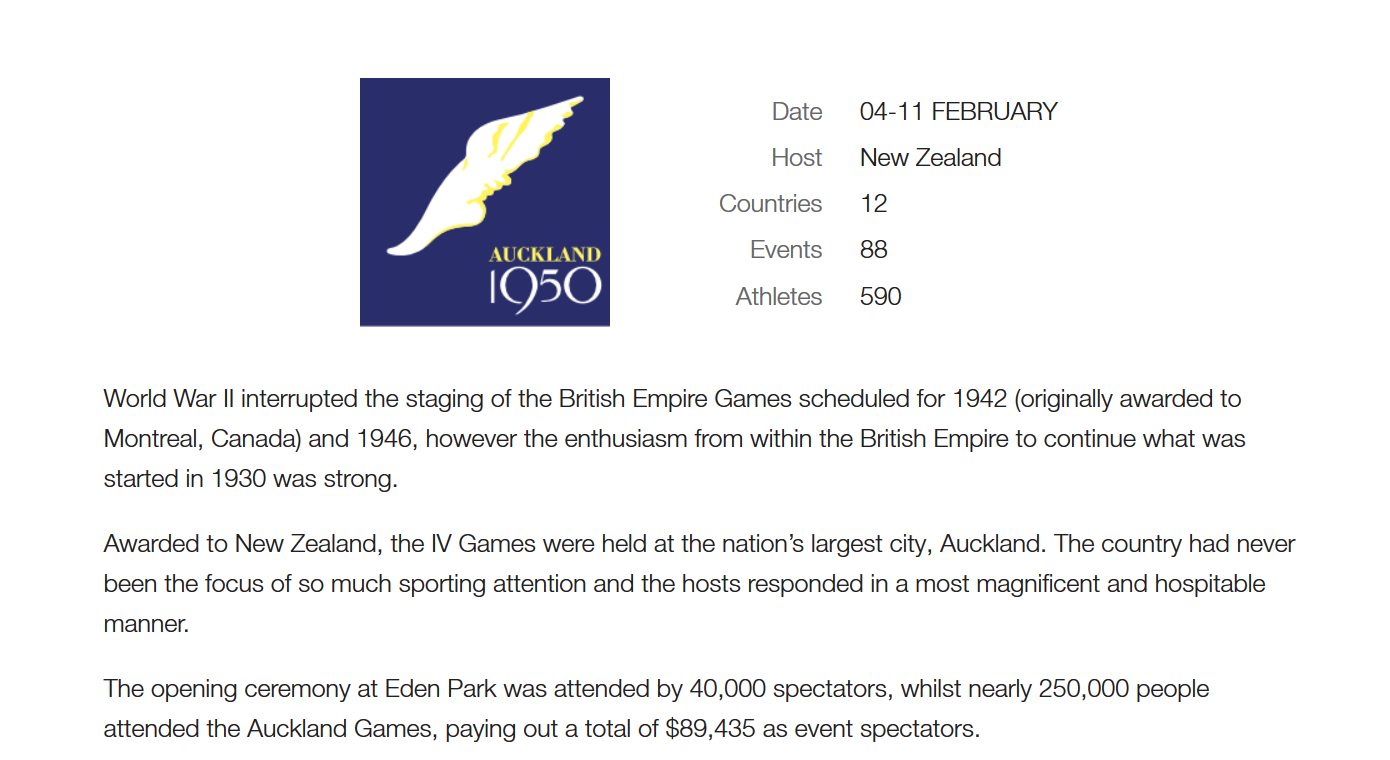 AUCKLAND
1950
Date 04-11 FEBRUARY
Host New Zealand
Countries 12
Events 88
Athletes 590
World War II interrupted the staging of the British Empire Games scheduled for 1942 (originally awarded to
Montreal, Canada) and 1946, however the enthusiasm from within the British Empire to continue what was
started in 1930 was strong.
Awarded to New Zealand, the IV Games were held at the nation’s largest city, Auckland. The country had never
been the focus of so much sporting attention and the hosts responded in a most magnificent and hospitable
manner.
The opening ceremony at Eden Park was attended by 40,000 spectators, whilst nearly 250,000 people
attended the Auckland Games, paying out a total of $89,435 as event spectators.